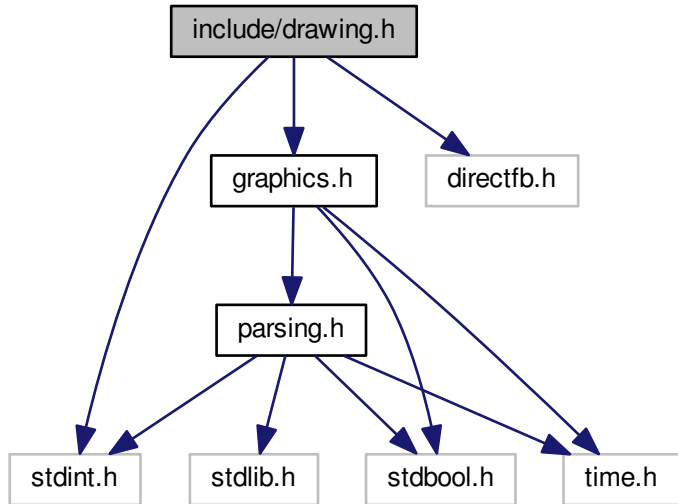 include/drawing.h
graphics.h
directfb.h
parsing.h
stdint.h
stdlib.h
stdbool.h
time.h